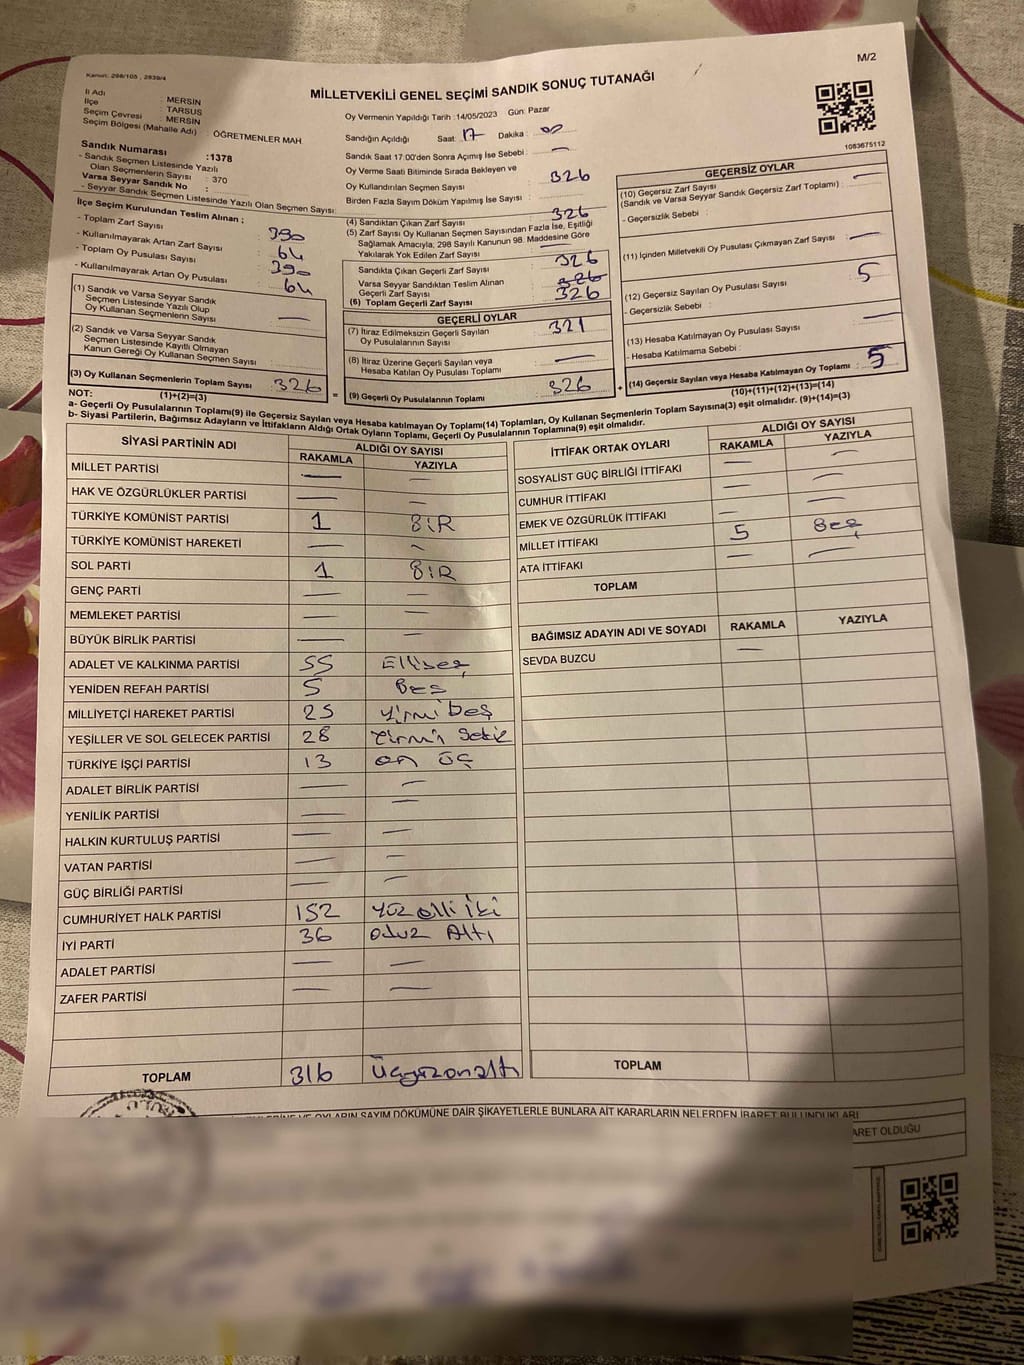 Kanun: 298/105 , 2839/4
M/2
MİLLETVEKİLİ GENEL SEÇİMİ SANDIK SONUÇ TUTANAĞI
İl Adı : MERSİN
İlçe : TARSUS
Seçim Çevresi : MERSİN
Seçim Bölgesi (Mahalle Adı) : ÖĞRETMENLER MAH
Sandık Numarası :1378
- Sandık Seçmen Listesinde Yazılı
Olan Seçmenlerin Sayısı : 370
Varsa Seyyar Sandık No :
- Seyyar Sandık Seçmen Listesinde Yazılı Olan Seçmen Sayısı :
İlçe Seçim Kurulundan Teslim Alınan ;
- Toplam Zarf Sayısı : 390
- Kullanılmayarak Artan Zarf Sayısı : 64
- Toplam Oy Pusulası Sayısı : 390
- Kullanılmayarak Artan Oy Pusulası : 64
(1) Sandık ve Varsa Seyyar Sandık
Seçmen Listesinde Yazılı Olup
Oy Kullanan Seçmenlerin Sayısı : —
(2) Sandık ve Varsa Seyyar Sandık
Seçmen Listesinde Kayıtlı Olmayan
Kanun Gereği Oy Kullanan Seçmen Sayısı :
(3) Oy Kullanan Seçmenlerin Toplam Sayısı : 326
(1)+(2)=(3)
Oy Vermenin Yapıldığı Tarih :14/05/2023 Gün: Pazar
Sandığın Açıldığı Saat: 17 Dakika : 00
Sandık Saat 17:00'den Sonra Açımış İse Sebebi : —
Oy Verme Saati Bitiminde Sırada Bekleyen ve
Oy Kullandırılan Seçmen Sayısı : 326
Birden Fazla Sayım Döküm Yapılmış İse Sayısı :
(4) Sandıktan Çıkan Zarf Sayısı : 326
(5) Zarf Sayısı Oy Kullanan Seçmen Sayısından Fazla İse, Eşitliği
Sağlamak Amacıyla, 298 Sayılı Kanunun 98. Maddesine Göre
Yakılarak Yok Edilen Zarf Sayısı : —
Sandıkta Çıkan Geçerli Zarf Sayısı : 326
Varsa Seyyar Sandıktan Teslim Alınan
Geçerli Zarf Sayısı : 326
(6) Toplam Geçerli Zarf Sayısı : 326
GEÇERLİ OYLAR
(7) İtiraz Edilmeksizin Geçerli Sayılan
Oy Pusulalarının Sayısı : 321
(8) İtiraz Üzerine Geçerli Sayılan veya
Hesaba Katılan Oy Pusulası Toplamı : —
= (9) Geçerli Oy Pusulalarının Toplamı : 326
1083675112
GEÇERSİZ OYLAR
(10) Geçersiz Zarf Sayısı
(Sandık ve Varsa Seyyar Sandık Geçersiz Zarf Toplamı) : —
- Geçersizlik Sebebi :
(11) İçinden Milletvekili Oy Pusulası Çıkmayan Zarf Sayısı : —
(12) Geçersiz Sayılan Oy Pusulası Sayısı : 5
- Geçersizlik Sebebi :
(13) Hesaba Katılmayan Oy Pusulası Sayısı : —
- Hesaba Katılmama Sebebi :
+ (14) Geçersiz Sayılan veya Hesaba Katılmayan Oy Toplamı : 5
(10)+(11)+(12)+(13)=(14)
NOT:
a- Geçerli Oy Pusulalarının Toplamı(9) ile Geçersiz Sayılan veya Hesaba katılmayan Oy Toplamı(14) Toplamları, Oy Kullanan Seçmenlerin Toplam Sayısına(3) eşit olmalıdır. (9)+(14)=(3)
b- Siyasi Partilerin, Bağımsız Adayların ve İttifakların Aldığı Ortak Oyların Toplamı, Geçerli Oy Pusulalarının Toplamına(9) eşit olmalıdır.
SİYASİ PARTİNİN ADI ALDIĞI OY SAYISI
RAKAMLA YAZIYLA
MİLLET PARTİSİ — —
HAK VE ÖZGÜRLÜKLER PARTİSİ — —
TÜRKİYE KOMÜNİST PARTİSİ 1 BİR
TÜRKİYE KOMÜNİST HAREKETİ — —
SOL PARTİ 1 BİR
GENÇ PARTİ — —
MEMLEKET PARTİSİ — —
BÜYÜK BİRLİK PARTİSİ — —
ADALET VE KALKINMA PARTİSİ 55 Ellibeş
YENİDEN REFAH PARTİSİ 5 Bes
MİLLİYETÇİ HAREKET PARTİSİ 25 Yirmi beş
YEŞİLLER VE SOL GELECEK PARTİSİ 28 Yirmi Sekiz
TÜRKİYE İŞÇİ PARTİSİ 13 on üç
ADALET BİRLİK PARTİSİ — —
YENİLİK PARTİSİ — —
HALKIN KURTULUŞ PARTİSİ — —
VATAN PARTİSİ — —
GÜÇ BİRLİĞİ PARTİSİ — —
CUMHURİYET HALK PARTİSİ 152 Yüz elli iki
İYİ PARTİ 36 oduz Altı
ADALET PARTİSİ — —
ZAFER PARTİSİ — —
TOPLAM 316 Üçyüzonaltı
İTTİFAK ORTAK OYLARI ALDIĞI OY SAYISI
RAKAMLA YAZIYLA
SOSYALİST GÜÇ BİRLİĞİ İTTİFAKI — —
CUMHUR İTTİFAKI — —
EMEK VE ÖZGÜRLÜK İTTİFAKI — —
MİLLET İTTİFAKI 5 Beş
ATA İTTİFAKI — —
TOPLAM
BAĞIMSIZ ADAYIN ADI VE SOYADI RAKAMLA YAZIYLA
SEVDA BUZCU —
TOPLAM
OYLARIN SAYIM DÖKÜMÜNE DAİR ŞİKAYETLERLE BUNLARA AİT KARARLARIN NELERDEN İBARET BULUNDUKLARI
ARET OLDUĞU